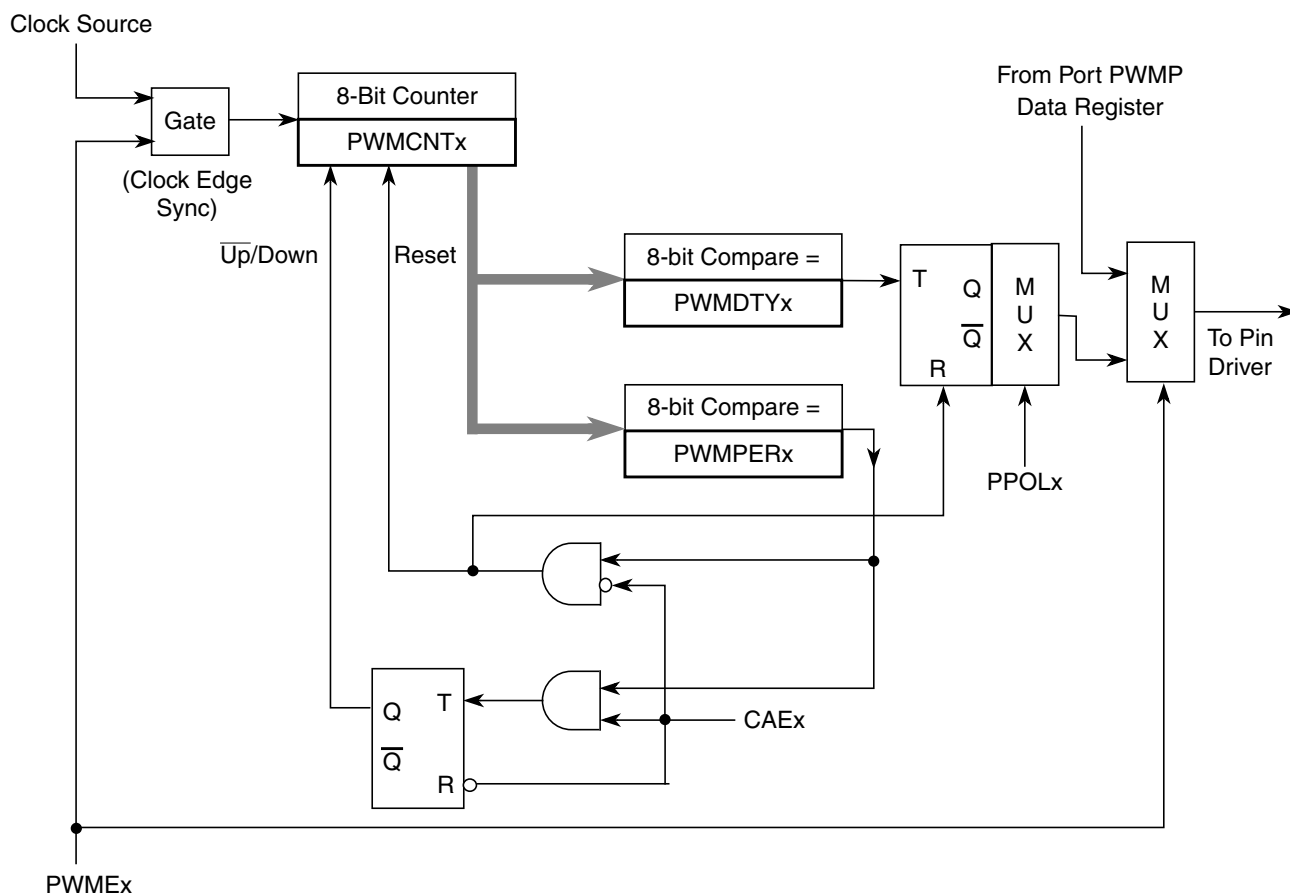 Clock Source
Gate
(Clock Edge
Sync)
8-Bit Counter
PWMCNTx
From Port PWMP
Data Register
U̅p̅/Down
Reset
8-bit Compare =
PWMDTYx
T
Q
Q̅
R
M
U
X
M
U
X
To Pin
Driver
8-bit Compare =
PWMPERx
PPOLx
Q
T
Q̅
R
CAEx
PWMEx